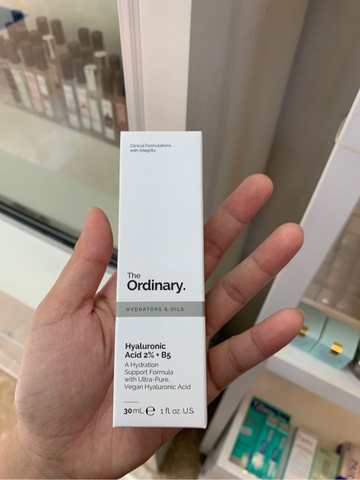 Clinical Formulations
with Integrity.
The
Ordinary.
HYDRATORS & OILS
Hyaluronic
Acid 2% + B5
A Hydration
Support Formula
with Ultra-Pure,
Vegan Hyaluronic Acid
30 mL ℮ 1 fl. oz. U.S.